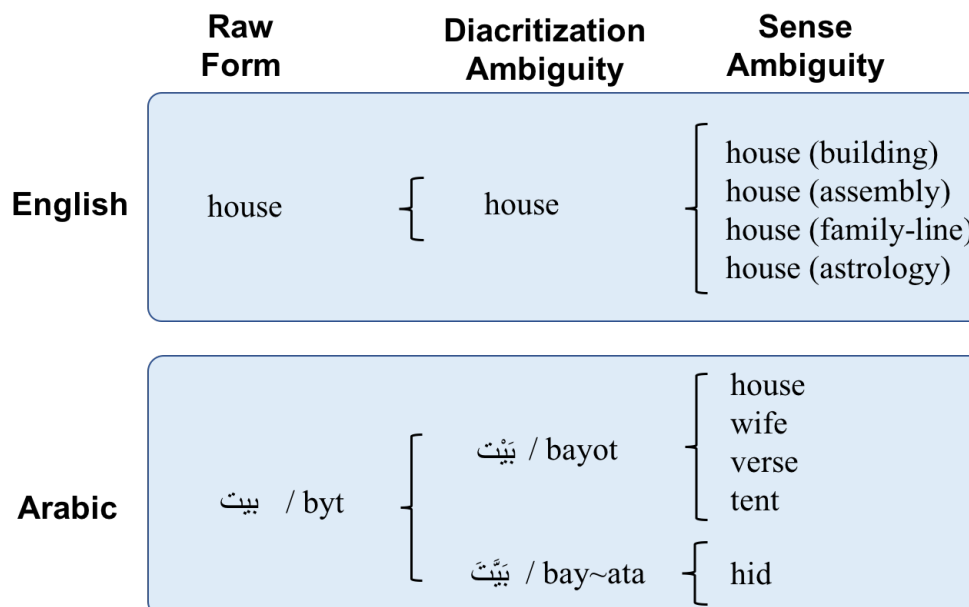 Raw Form
Diacritization Ambiguity
Sense Ambiguity
English
house
house
house (building)
house (assembly)
house (family-line)
house (astrology)
Arabic
بيت / byt
بَيْت / bayot
house
wife
verse
tent
بَيَّتَ / bay~ata
hid